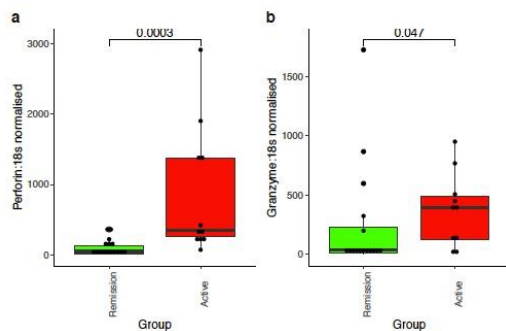 a
0.0003
3000
2000
1000
0
Perforin:18s normalised
Remission
Active
Group
b
0.047
1500
1000
500
0
Granzyme:18s normalised
Remission
Active
Group